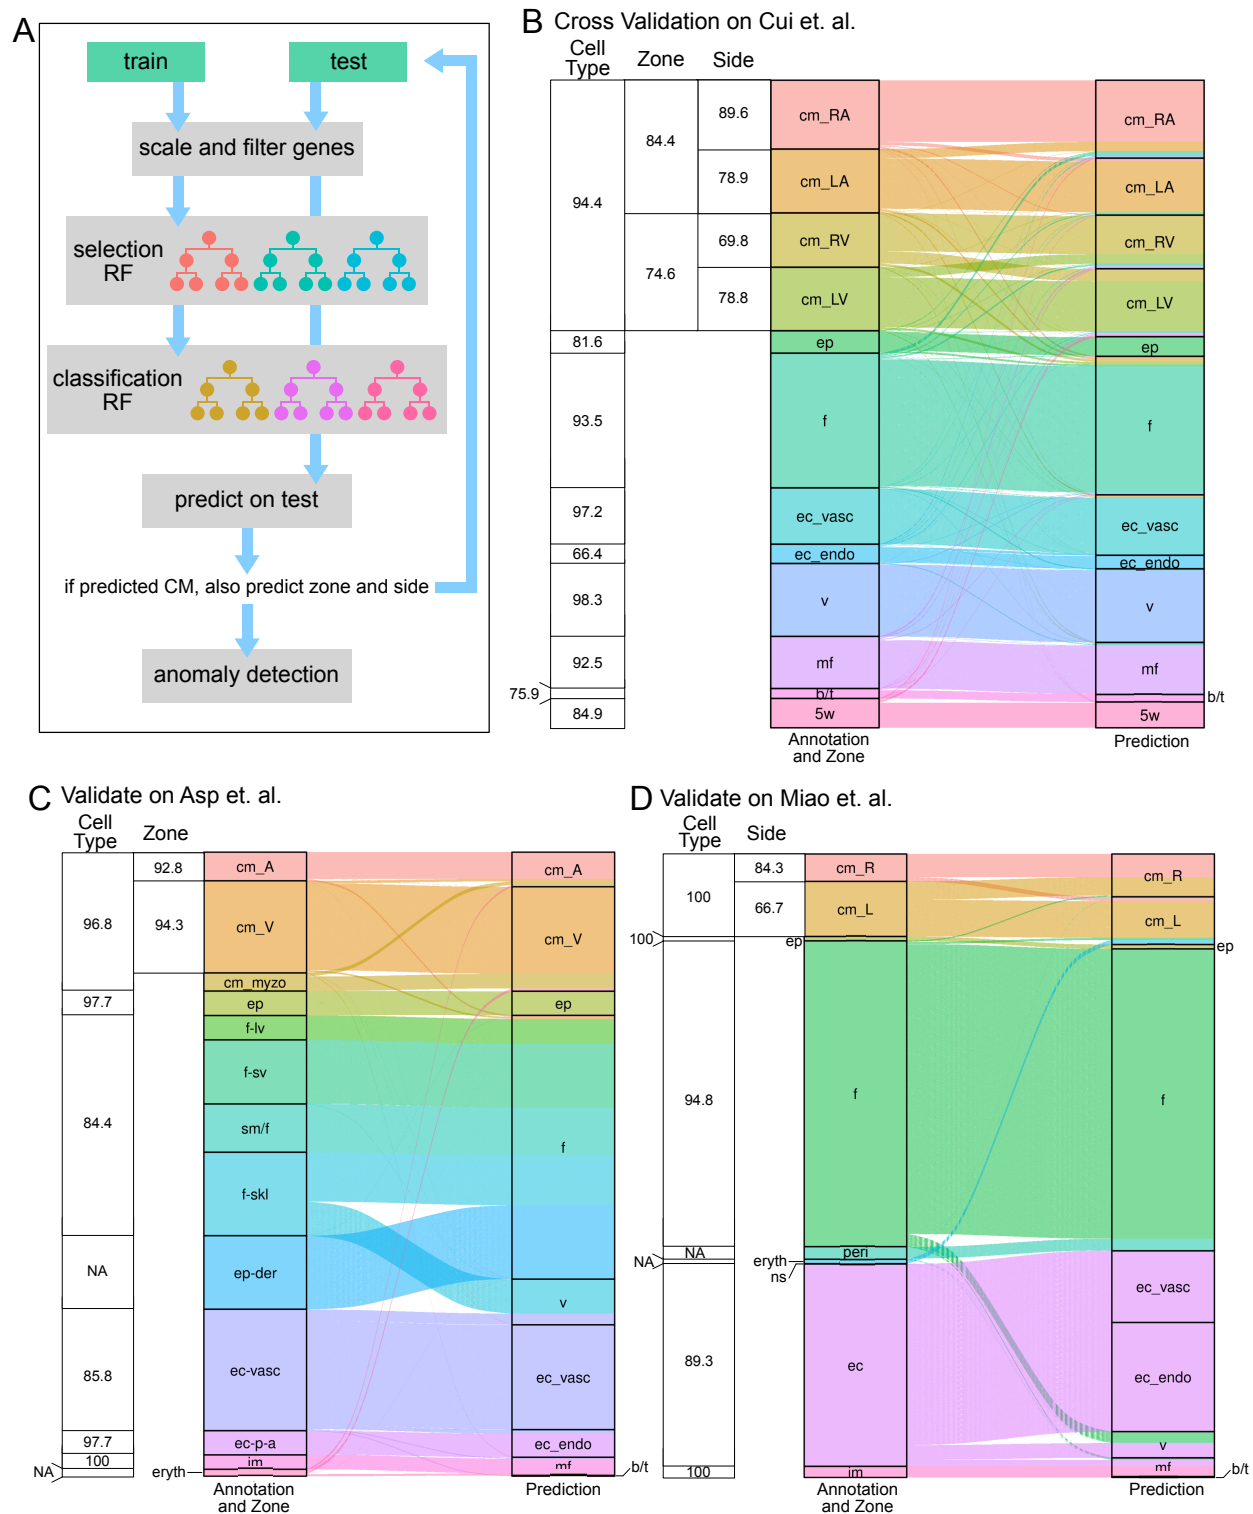 A
train
test
scale and filter genes
selection
RF
classification
RF
predict on test
if predicted CM, also predict zone and side
anomaly detection
B Cross Validation on Cui et. al.
Cell
Type
Zone
Side
94.4
84.4
74.6
89.6
78.9
69.8
78.8
81.6
93.5
97.2
66.4
98.3
92.5
75.9
84.9
cm_RA
cm_LA
cm_RV
cm_LV
ep
f
ec_vasc
ec_endo
v
mf
b/t
5w
Annotation
and Zone
cm_RA
cm_LA
cm_RV
cm_LV
ep
f
ec_vasc
ec_endo
v
mf
b/t
5w
Prediction
C Validate on Asp et. al.
Cell
Type
Zone
96.8
92.8
94.3
97.7
84.4
NA
85.8
97.7
100
NA
cm_A
cm_V
cm_myzo
ep
f-lv
f-sv
sm/f
f-skl
ep-der
ec-vasc
ec-p-a
im
eryth
Annotation
and Zone
cm_A
cm_V
ep
f
v
ec_vasc
ec_endo
mf
b/t
Prediction
D Validate on Miao et. al.
Cell
Type
Side
100
84.3
66.7
100
94.8
NA
NA
89.3
100
cm_R
cm_L
ep
f
peri
eryth
ns
ec
im
Annotation
and Zone
cm_R
cm_L
ep
f
ec_vasc
ec_endo
v
mf
b/t
Prediction